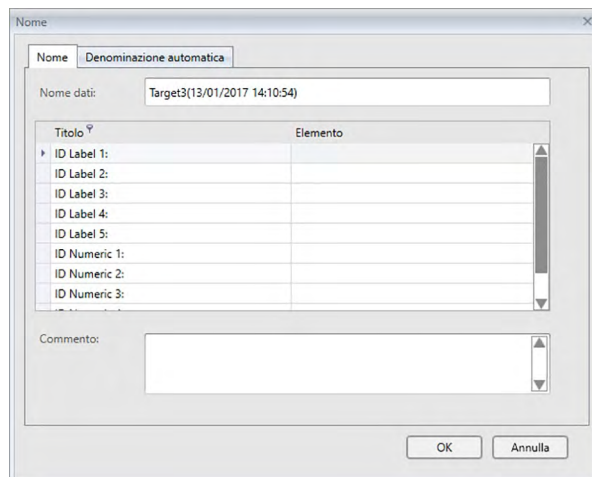 Nome
Nome Denominazione automatica
Nome dati: Target3(13/01/2017 14:10:54)
Titolo Elemento
ID Label 1:
ID Label 2:
ID Label 3:
ID Label 4:
ID Label 5:
ID Numeric 1:
ID Numeric 2:
ID Numeric 3:
Commento:
OK Annulla